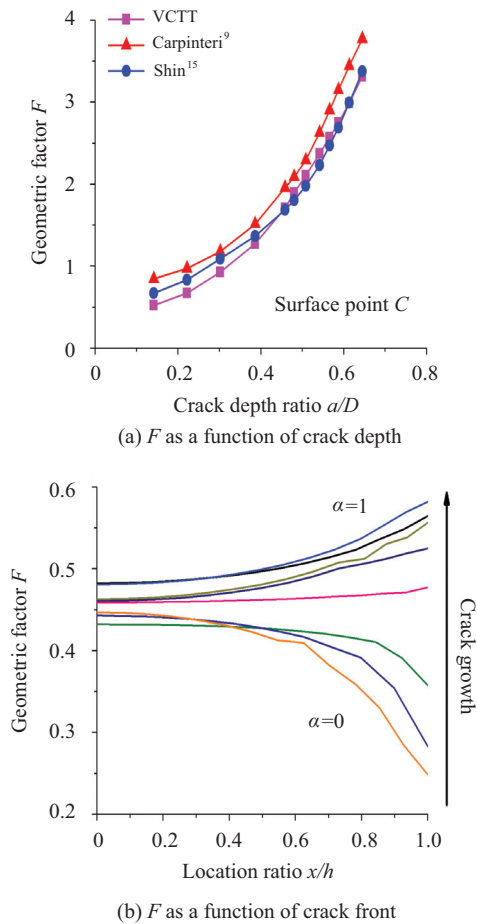 VCTT
Carpinteri⁹
Shin¹⁵
4
3
2
1
0
Geometric factor F
Surface point C
0
0.2
0.4
0.6
0.8
Crack depth ratio a/D
(a) F as a function of crack depth
0.6
0.5
0.4
0.3
0.2
Geometric factor F
α=1
α=0
Crack growth
0
0.2
0.4
0.6
0.8
1.0
Location ratio x/h
(b) F as a function of crack front